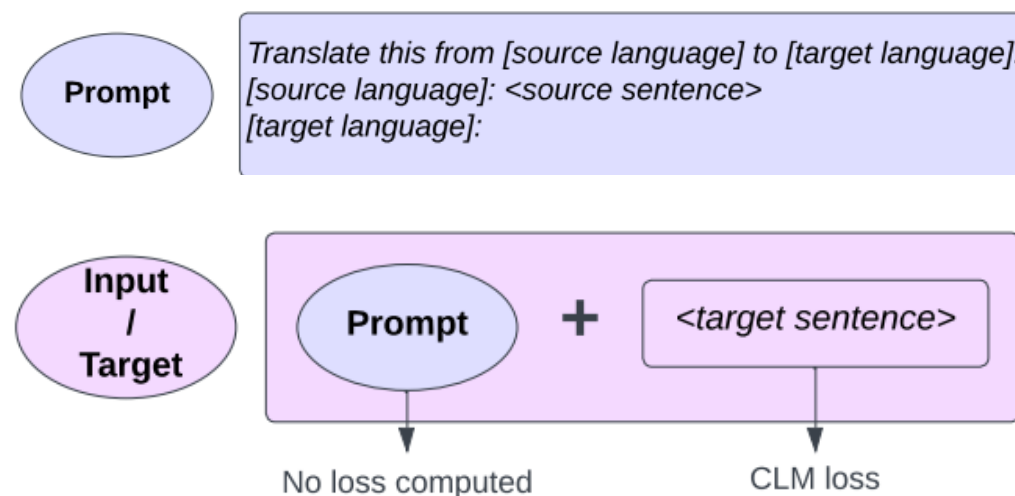 Prompt
Translate this from [source language] to [target language]:
[source language]: <source sentence>
[target language]:
Input
/
Target
Prompt
+
<target sentence>
No loss computed
CLM loss